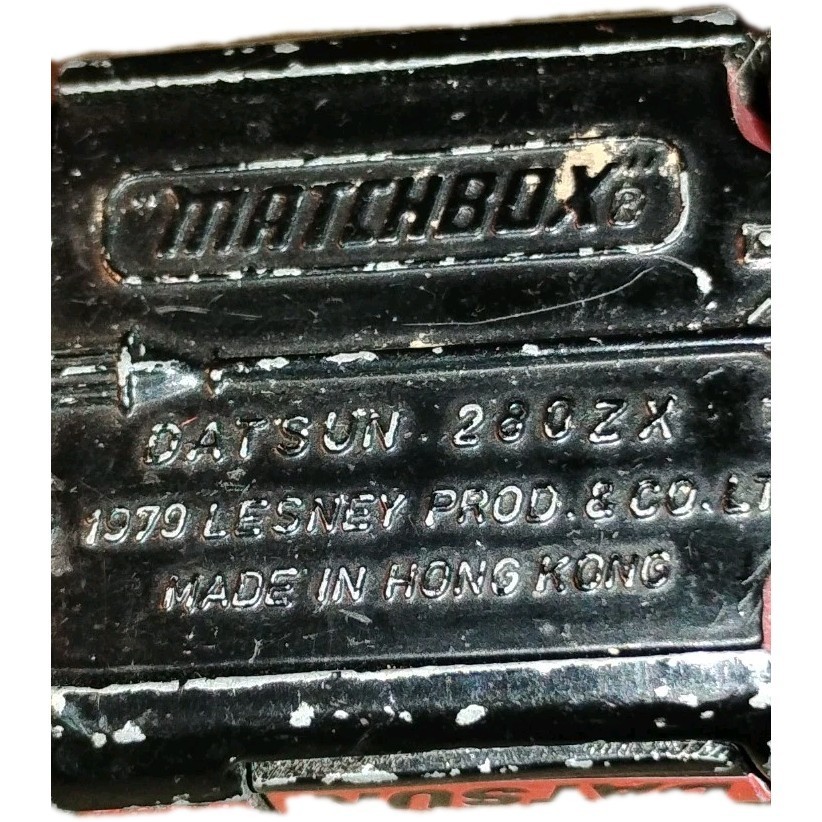 "MATCHBOX" ®
DATSUN 280ZX
1979 LESNEY PROD. & CO. LT
MADE IN HONG KONG